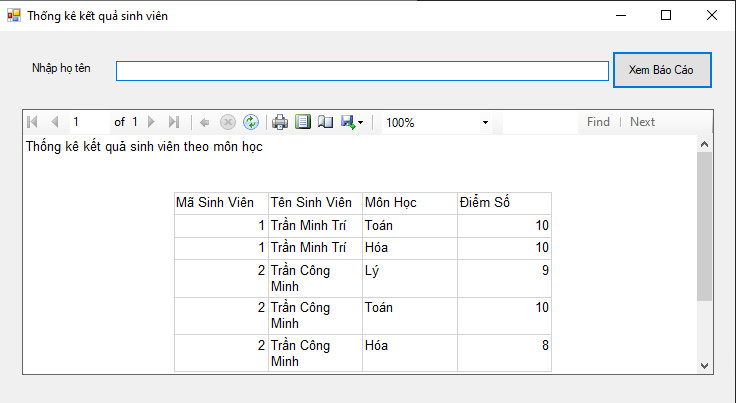 Thống kê kết quả sinh viên
Nhập họ tên
Xem Báo Cáo
1 of 1 100% Find | Next
Thống kê kết quả sinh viên theo môn học
Mã Sinh Viên Tên Sinh Viên Môn Học Điểm Số
1 Trần Minh Trí Toán 10
1 Trần Minh Trí Hóa 10
2 Trần Công Lý 9
Minh
2 Trần Công Toán 10
Minh
2 Trần Công Hóa 8
Minh